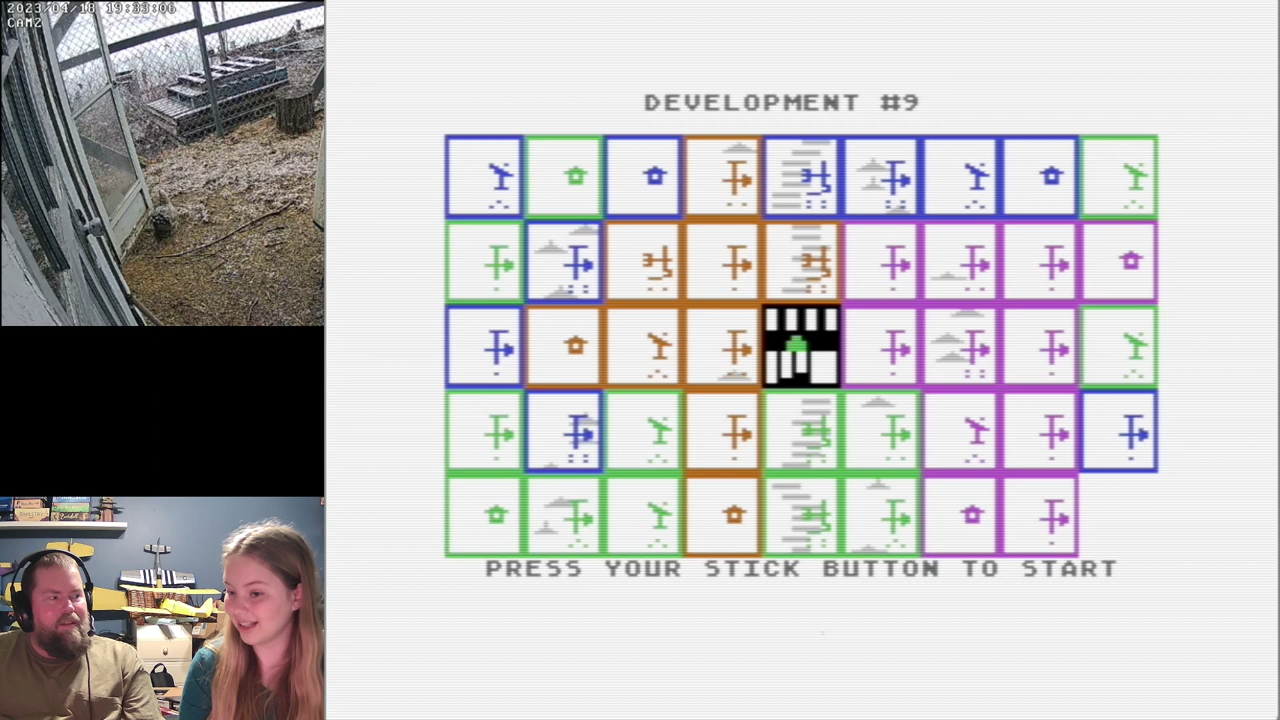 2023/04/18 19:33:06
CAM2
DEVELOPMENT #9
PRESS YOUR STICK BUTTON TO START